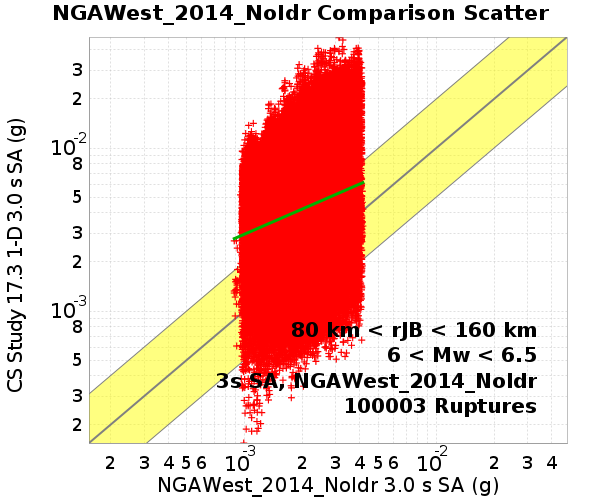 NGAWest_2014_NoIdr Comparison Scatter
CS Study 17.3 1-D 3.0 s SA (g)
3
2
10-2
8
5
3
2
10-3
8
5
3
2
80 km < rJB < 160 km
6 < Mw < 6.5
3s SA, NGAWest_2014_NoIdr
100003 Ruptures
2 3 4 5 6 10-3 2 3 4 5 6 10-2 2 3 4
NGAWest_2014_NoIdr 3.0 s SA (g)